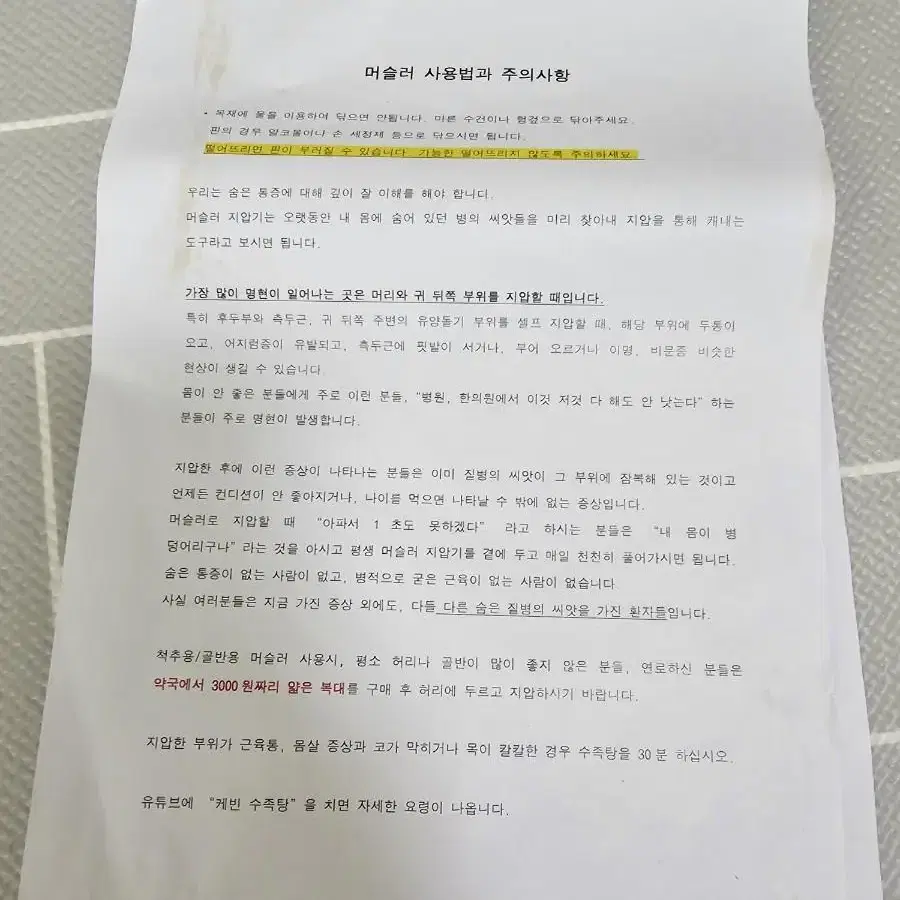 머슬러 사용법과 주의사항
• 목재에 물을 이용하여 닦으면 안됩니다. 마른 수건이나 헝겊으로 닦아주세요.
핀의 경우 알코올이나 손 세정제 등으로 닦으시면 됩니다.
떨어뜨리면 핀이 부러질 수 있습니다. 가능한 떨어뜨리지 않도록 주의하세요.
우리는 숨은 통증에 대해 깊이 잘 이해를 해야 합니다.
머슬러 지압기는 오랫동안 내 몸에 숨어 있던 병의 씨앗들을 미리 찾아내 지압을 통해 캐내는
도구라고 보시면 됩니다.
가장 많이 명현이 일어나는 곳은 머리와 귀 뒤쪽 부위를 지압할 때입니다.
특히 후두부와 측두근, 귀 뒤쪽 주변의 유양돌기 부위를 셀프 지압할 때, 해당 부위에 두통이
오고, 어지럼증이 유발되고, 측두근에 핏발이 서거나, 부어 오르거나 이명, 비문증 비슷한
현상이 생길 수 있습니다.
몸이 안 좋은 분들에게 주로 이런 분들, "병원, 한의원에서 이것 저것 다 해도 안 낫는다" 하는
분들이 주로 명현이 발생합니다.
지압한 후에 이런 증상이 나타나는 분들은 이미 질병의 씨앗이 그 부위에 잠복해 있는 것이고
언제든 컨디션이 안 좋아지거나, 나이를 먹으면 나타날 수 밖에 없는 증상입니다.
머슬러로 지압할 때 "아파서 1 초도 못하겠다" 라고 하시는 분들은 "내 몸이 병
덩어리구나" 라는 것을 아시고 평생 머슬러 지압기를 곁에 두고 매일 천천히 풀어가시면 됩니다.
숨은 통증이 없는 사람이 없고, 병적으로 굳은 근육이 없는 사람이 없습니다.
사실 여러분들은 지금 가진 증상 외에도, 다들 다른 숨은 질병의 씨앗을 가진 환자들입니다.
척추용/골반용 머슬러 사용시, 평소 허리나 골반이 많이 좋지 않은 분들, 연로하신 분들은
약국에서 3000 원짜리 얇은 복대를 구매 후 허리에 두르고 지압하시기 바랍니다.
지압한 부위가 근육통, 몸살 증상과 코가 막히거나 목이 칼칼한 경우 수족탕을 30 분 하십시오.
유튜브에 "케빈 수족탕" 을 치면 자세한 요령이 나옵니다.